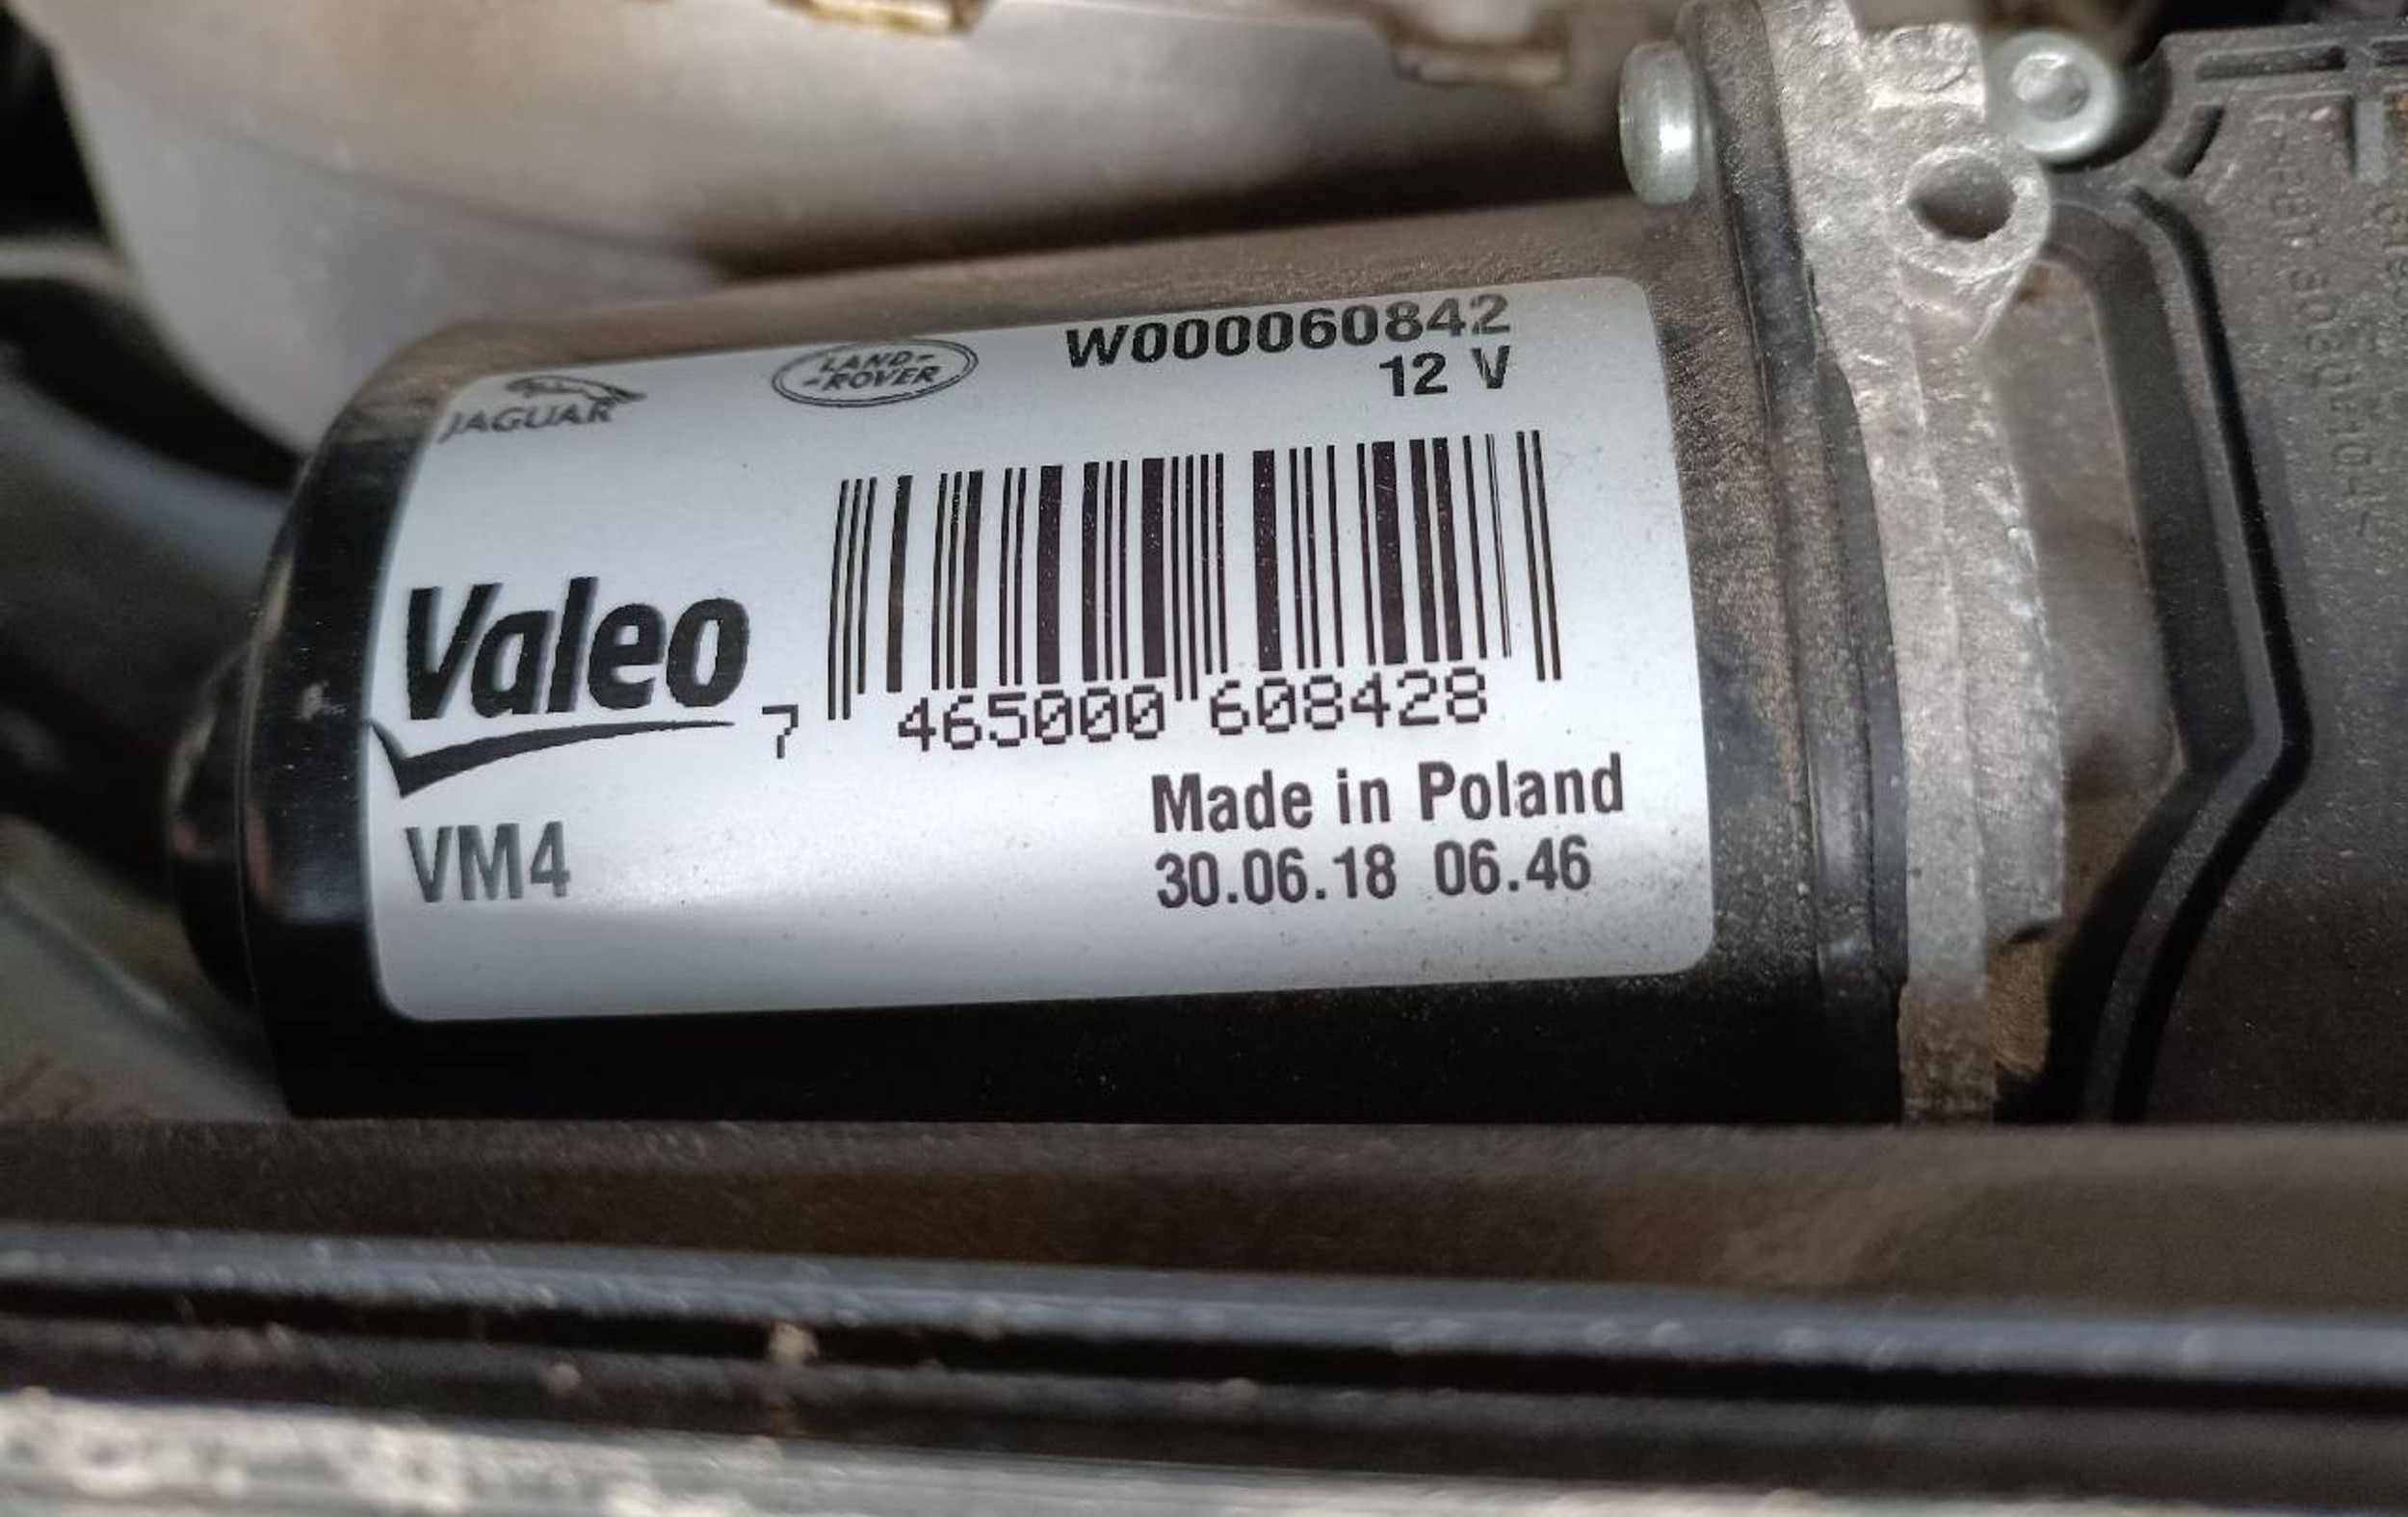 JAGUAR
LAND-
-ROVER
W000060842
12 V
Valeo
7 465000 608428
VM4
Made in Poland
30.06.18 06.46